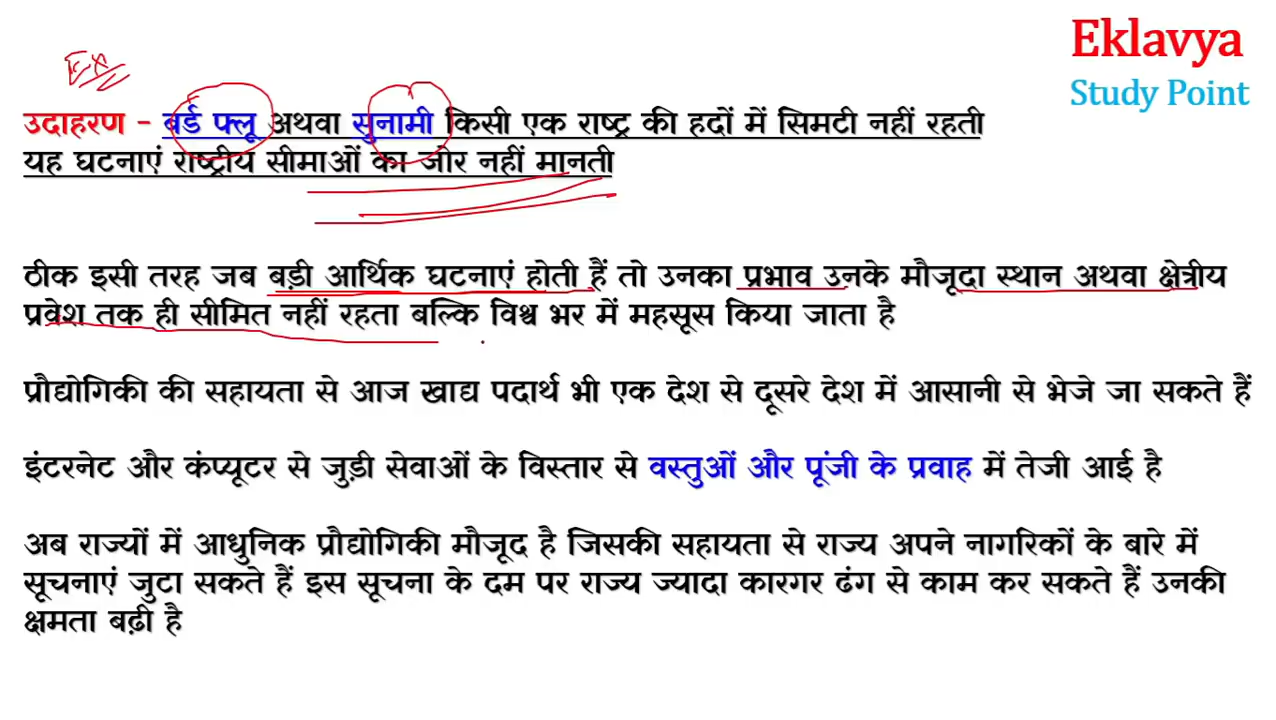 Eklavya
Study Point
Ex
उदाहरण - बर्ड फ्लू अथवा सुनामी किसी एक राष्ट्र की हदों में सिमटी नहीं रहती
यह घटनाएं राष्ट्रीय सीमाओं का जोर नहीं मानती
ठीक इसी तरह जब बड़ी आर्थिक घटनाएं होती हैं तो उनका प्रभाव उनके मौजूदा स्थान अथवा क्षेत्रीय
प्रवेश तक ही सीमित नहीं रहता बल्कि विश्व भर में महसूस किया जाता है
प्रौद्योगिकी की सहायता से आज खाद्य पदार्थ भी एक देश से दूसरे देश में आसानी से भेजे जा सकते हैं
इंटरनेट और कंप्यूटर से जुड़ी सेवाओं के विस्तार से वस्तुओं और पूंजी के प्रवाह में तेजी आई है
अब राज्यों में आधुनिक प्रौद्योगिकी मौजूद है जिसकी सहायता से राज्य अपने नागरिकों के बारे में
सूचनाएं जुटा सकते हैं इस सूचना के दम पर राज्य ज्यादा कारगर ढंग से काम कर सकते हैं उनकी
क्षमता बढ़ी है